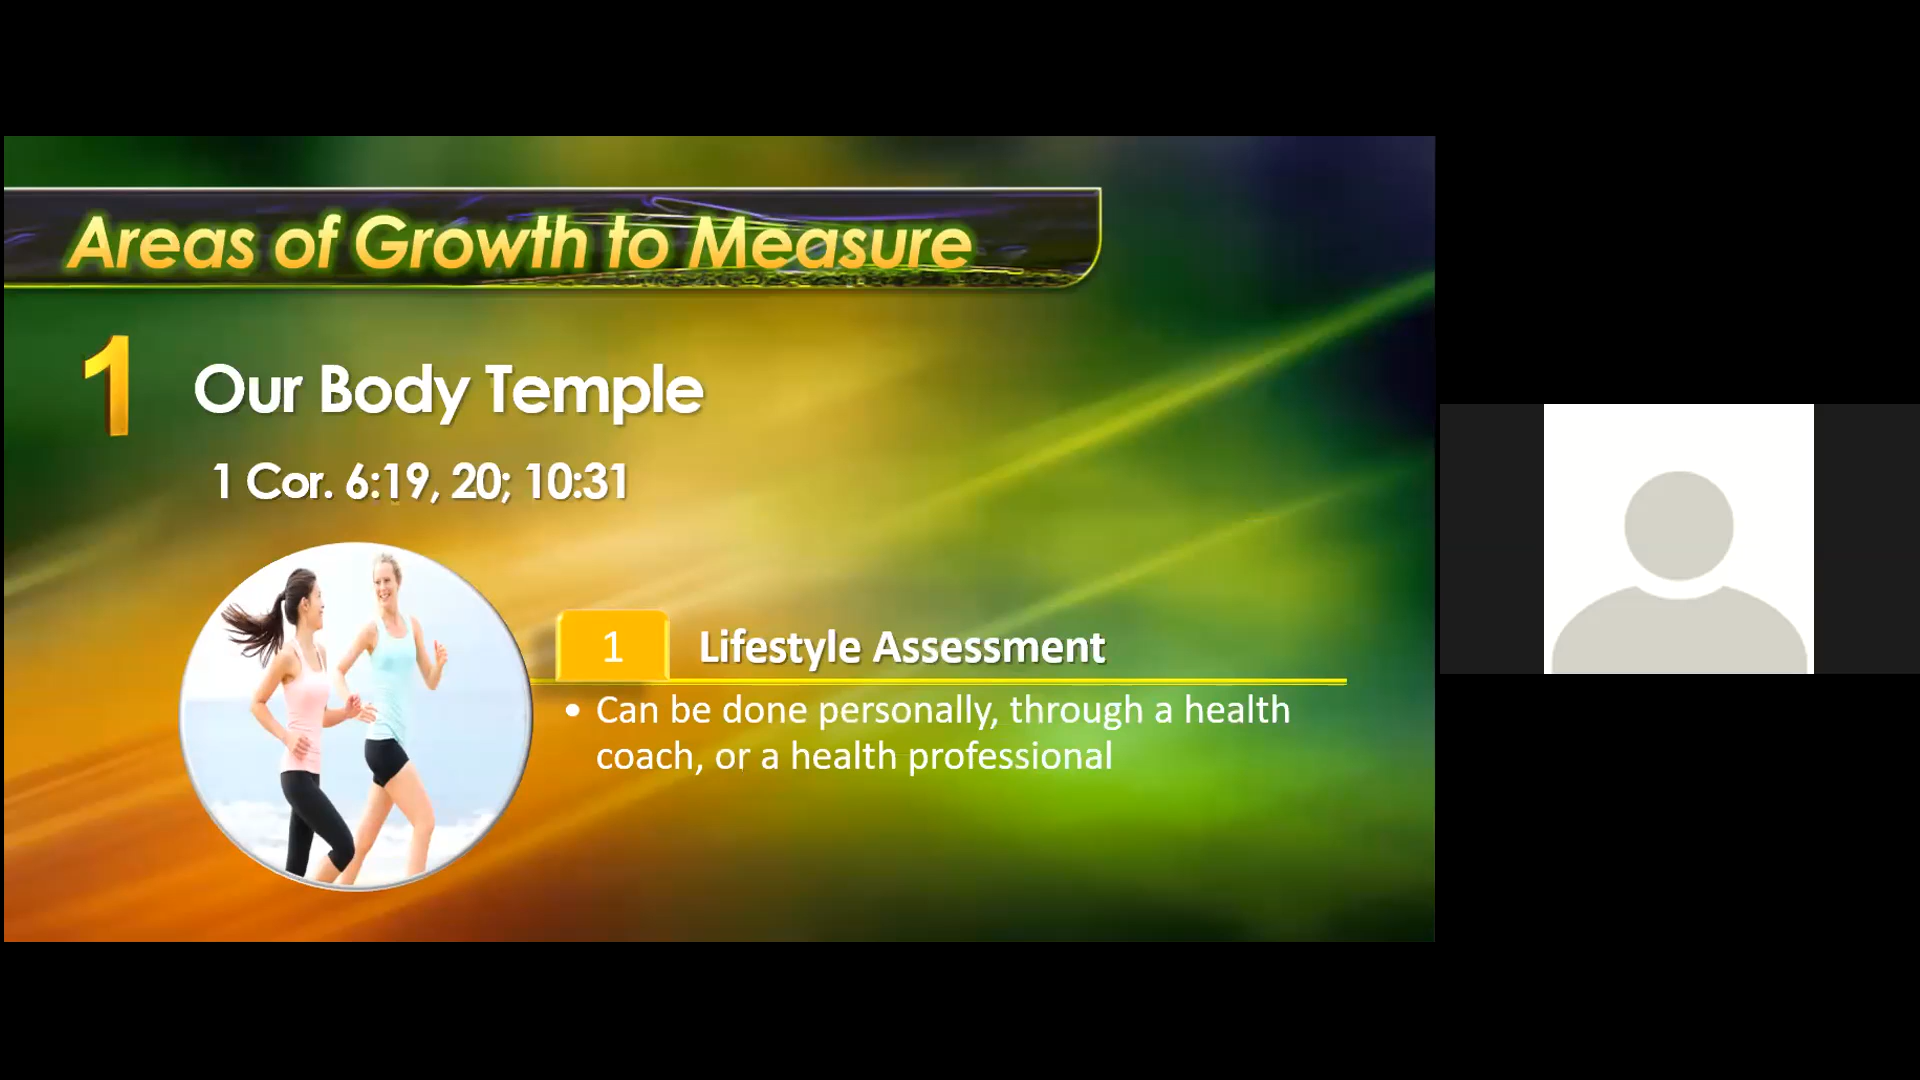 Areas of Growth to Measure
1 Our Body Temple
1 Cor. 6:19, 20; 10:31
1 Lifestyle Assessment
• Can be done personally, through a health
coach, or a health professional